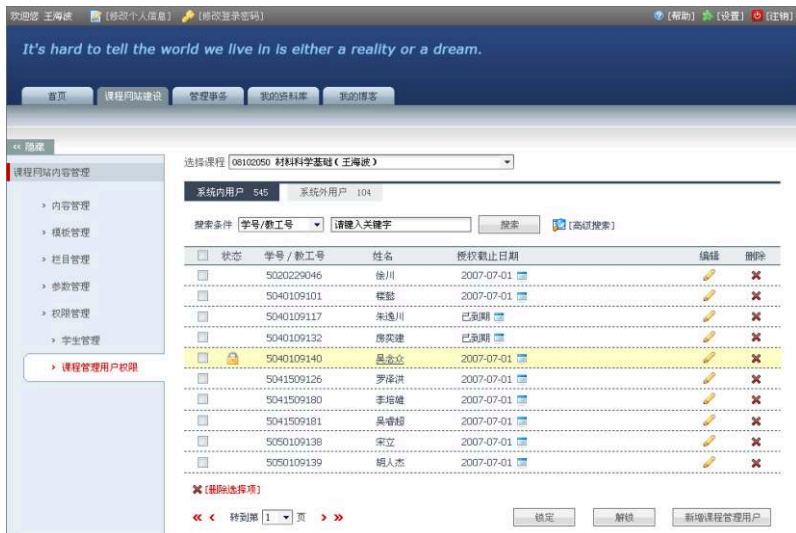 欢迎您 王海波 [修改个人信息] [修改登录密码] [帮助] [设置] [注销]
It's hard to tell the world we live in is either a reality or a dream.
首页 课程网站建设 管理事务 我的资料库 我的博客
<< 隐藏
课程网站内容管理
› 内容管理
› 模板管理
› 栏目管理
› 参数管理
› 权限管理
› 学生管理
› 课程管理用户权限
选择课程 08102050 材料科学基础(王海波)
系统内用户 545 系统外用户 104
搜索条件 学号/教工号 请键入关键字 搜索 [高级搜索]
状态 学号 / 教工号 姓名 授权截止日期 编辑 删除
5020229046 徐川 2007-07-01
5040109101 楼懿 2007-07-01
5040109117 朱逸川 已到期
5040109132 房奕建 已到期
5040109140 吴念众 2007-07-01
5041509126 罗泽洪 2007-07-01
5041509180 李培雄 2007-07-01
5041509181 吴睿超 2007-07-01
5050109138 宋立 2007-07-01
5050109139 胡人杰 2007-07-01
[删除选择项]
« ‹ 转到第 1 页 › »
锁定 解锁 新增课程管理用户